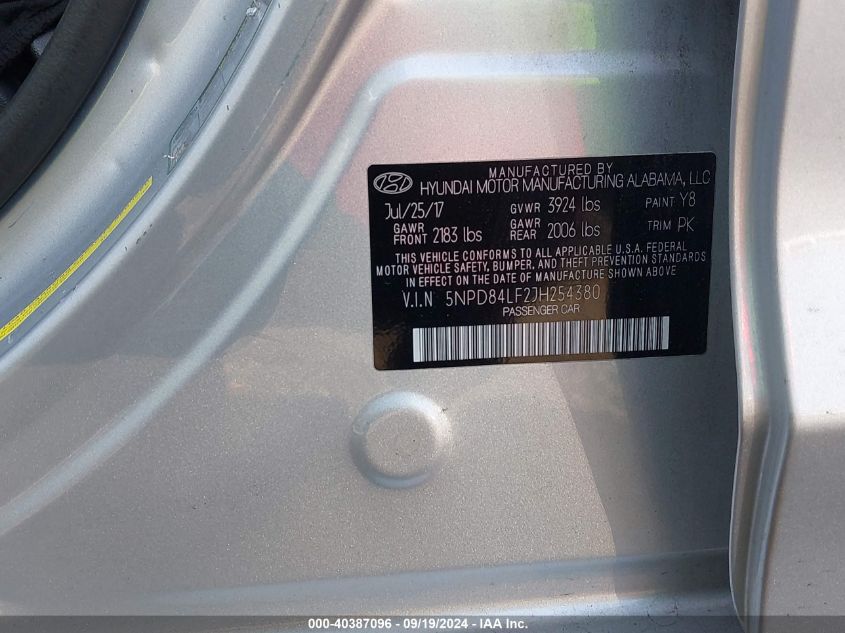 MANUFACTURED BY
HYUNDAI MOTOR MANUFACTURING ALABAMA, LLC
Jul/25/17 GVWR 3924 lbs PAINT Y8
GAWR FRONT 2183 lbs GAWR REAR 2006 lbs TRIM PK
THIS VEHICLE CONFORMS TO ALL APPLICABLE U.S.A. FEDERAL
MOTOR VEHICLE SAFETY, BUMPER, AND THEFT PREVENTION STANDARDS
IN EFFECT ON THE DATE OF MANUFACTURE SHOWN ABOVE
V.I.N 5NPD84LF2JH254380
PASSENGER CAR
000-40387096 - 09/19/2024 - IAA Inc.